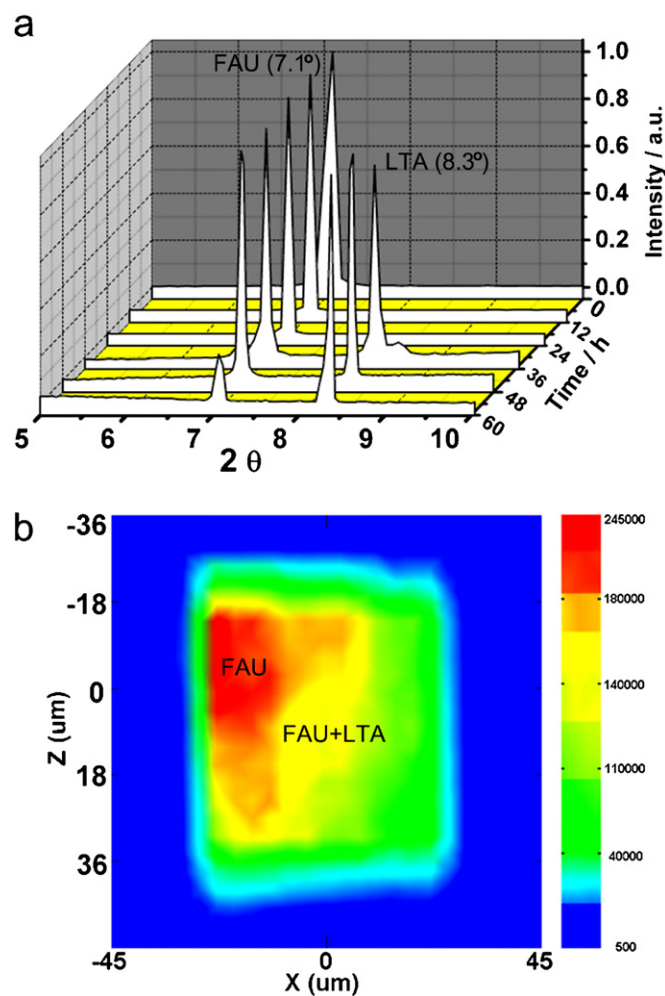 a
FAU (7.1º)
LTA (8.3º)
1.0
0.8
0.6
0.4
0.2
0.0
Intensity / a.u.
0
12
24
36
48
60
Time / h
5 6 7 8 9 10
2 θ
b
-36
-18
0
18
36
Z (um)
FAU
FAU+LTA
-45 0 45
X (um)
245000
180000
140000
110000
40000
500